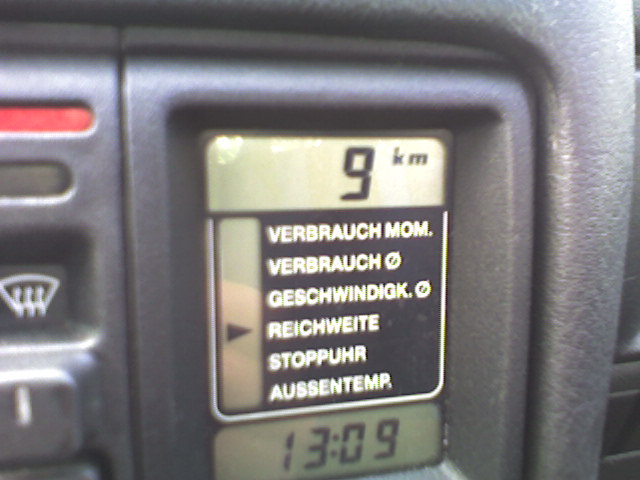 9 km
VERBRAUCH MOM.
VERBRAUCH Ø
GESCHWINDIGK. Ø
REICHWEITE
STOPPUHR
AUSSENTEMP.
13:09